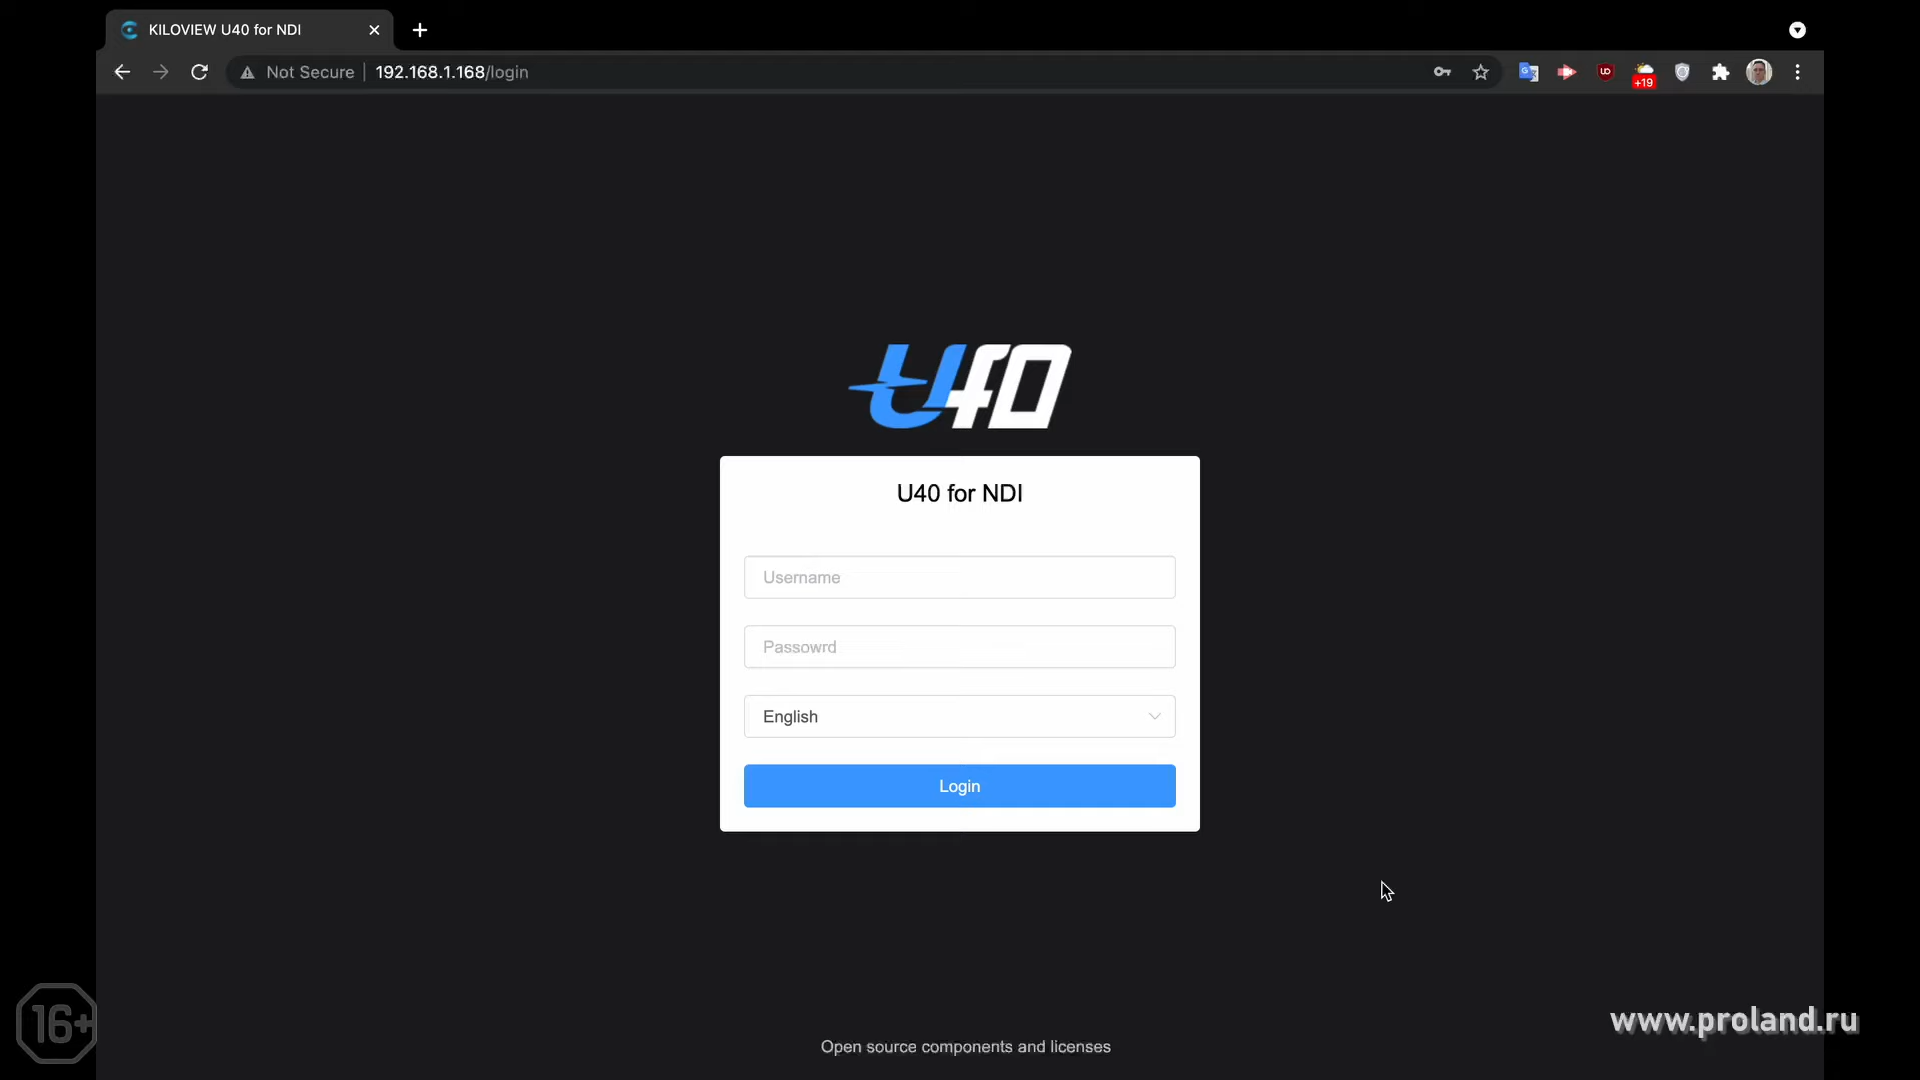 KILOVIEW U40 for NDI
Not Secure
192.168.1.168/login
+19
U40
U40 for NDI
Username
Passowrd
English
Login
16+
www.proland.ru
Open source components and licenses